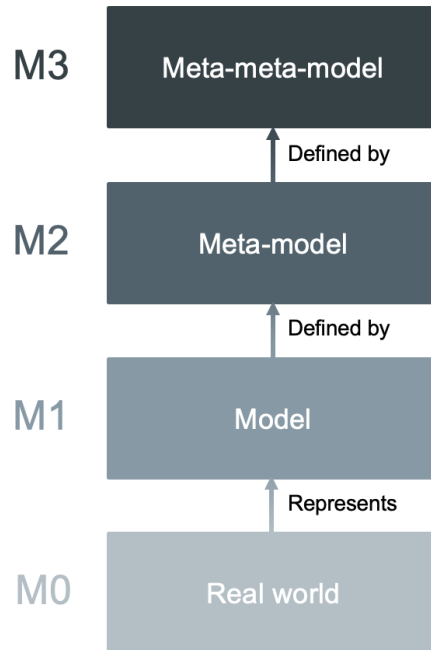 M3
Meta-meta-model
Defined by
M2
Meta-model
Defined by
M1
Model
Represents
M0
Real world